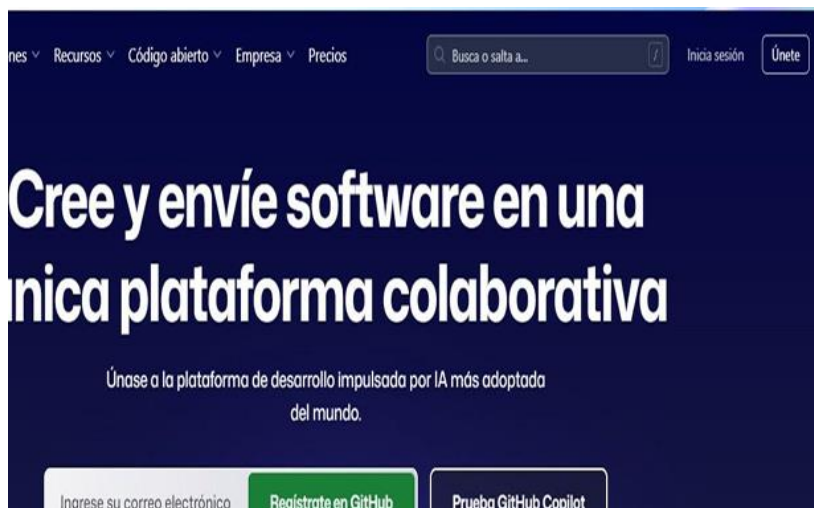 nes Recursos Código abierto Empresa Precios Busca o salta a... / Inicia sesión Únete
Cree y envíe software en una
nica plataforma colaborativa
Únase a la plataforma de desarrollo impulsada por IA más adoptada
del mundo.
Ingrese su correo electrónico Regístrate en GitHub Prueba GitHub Copilot